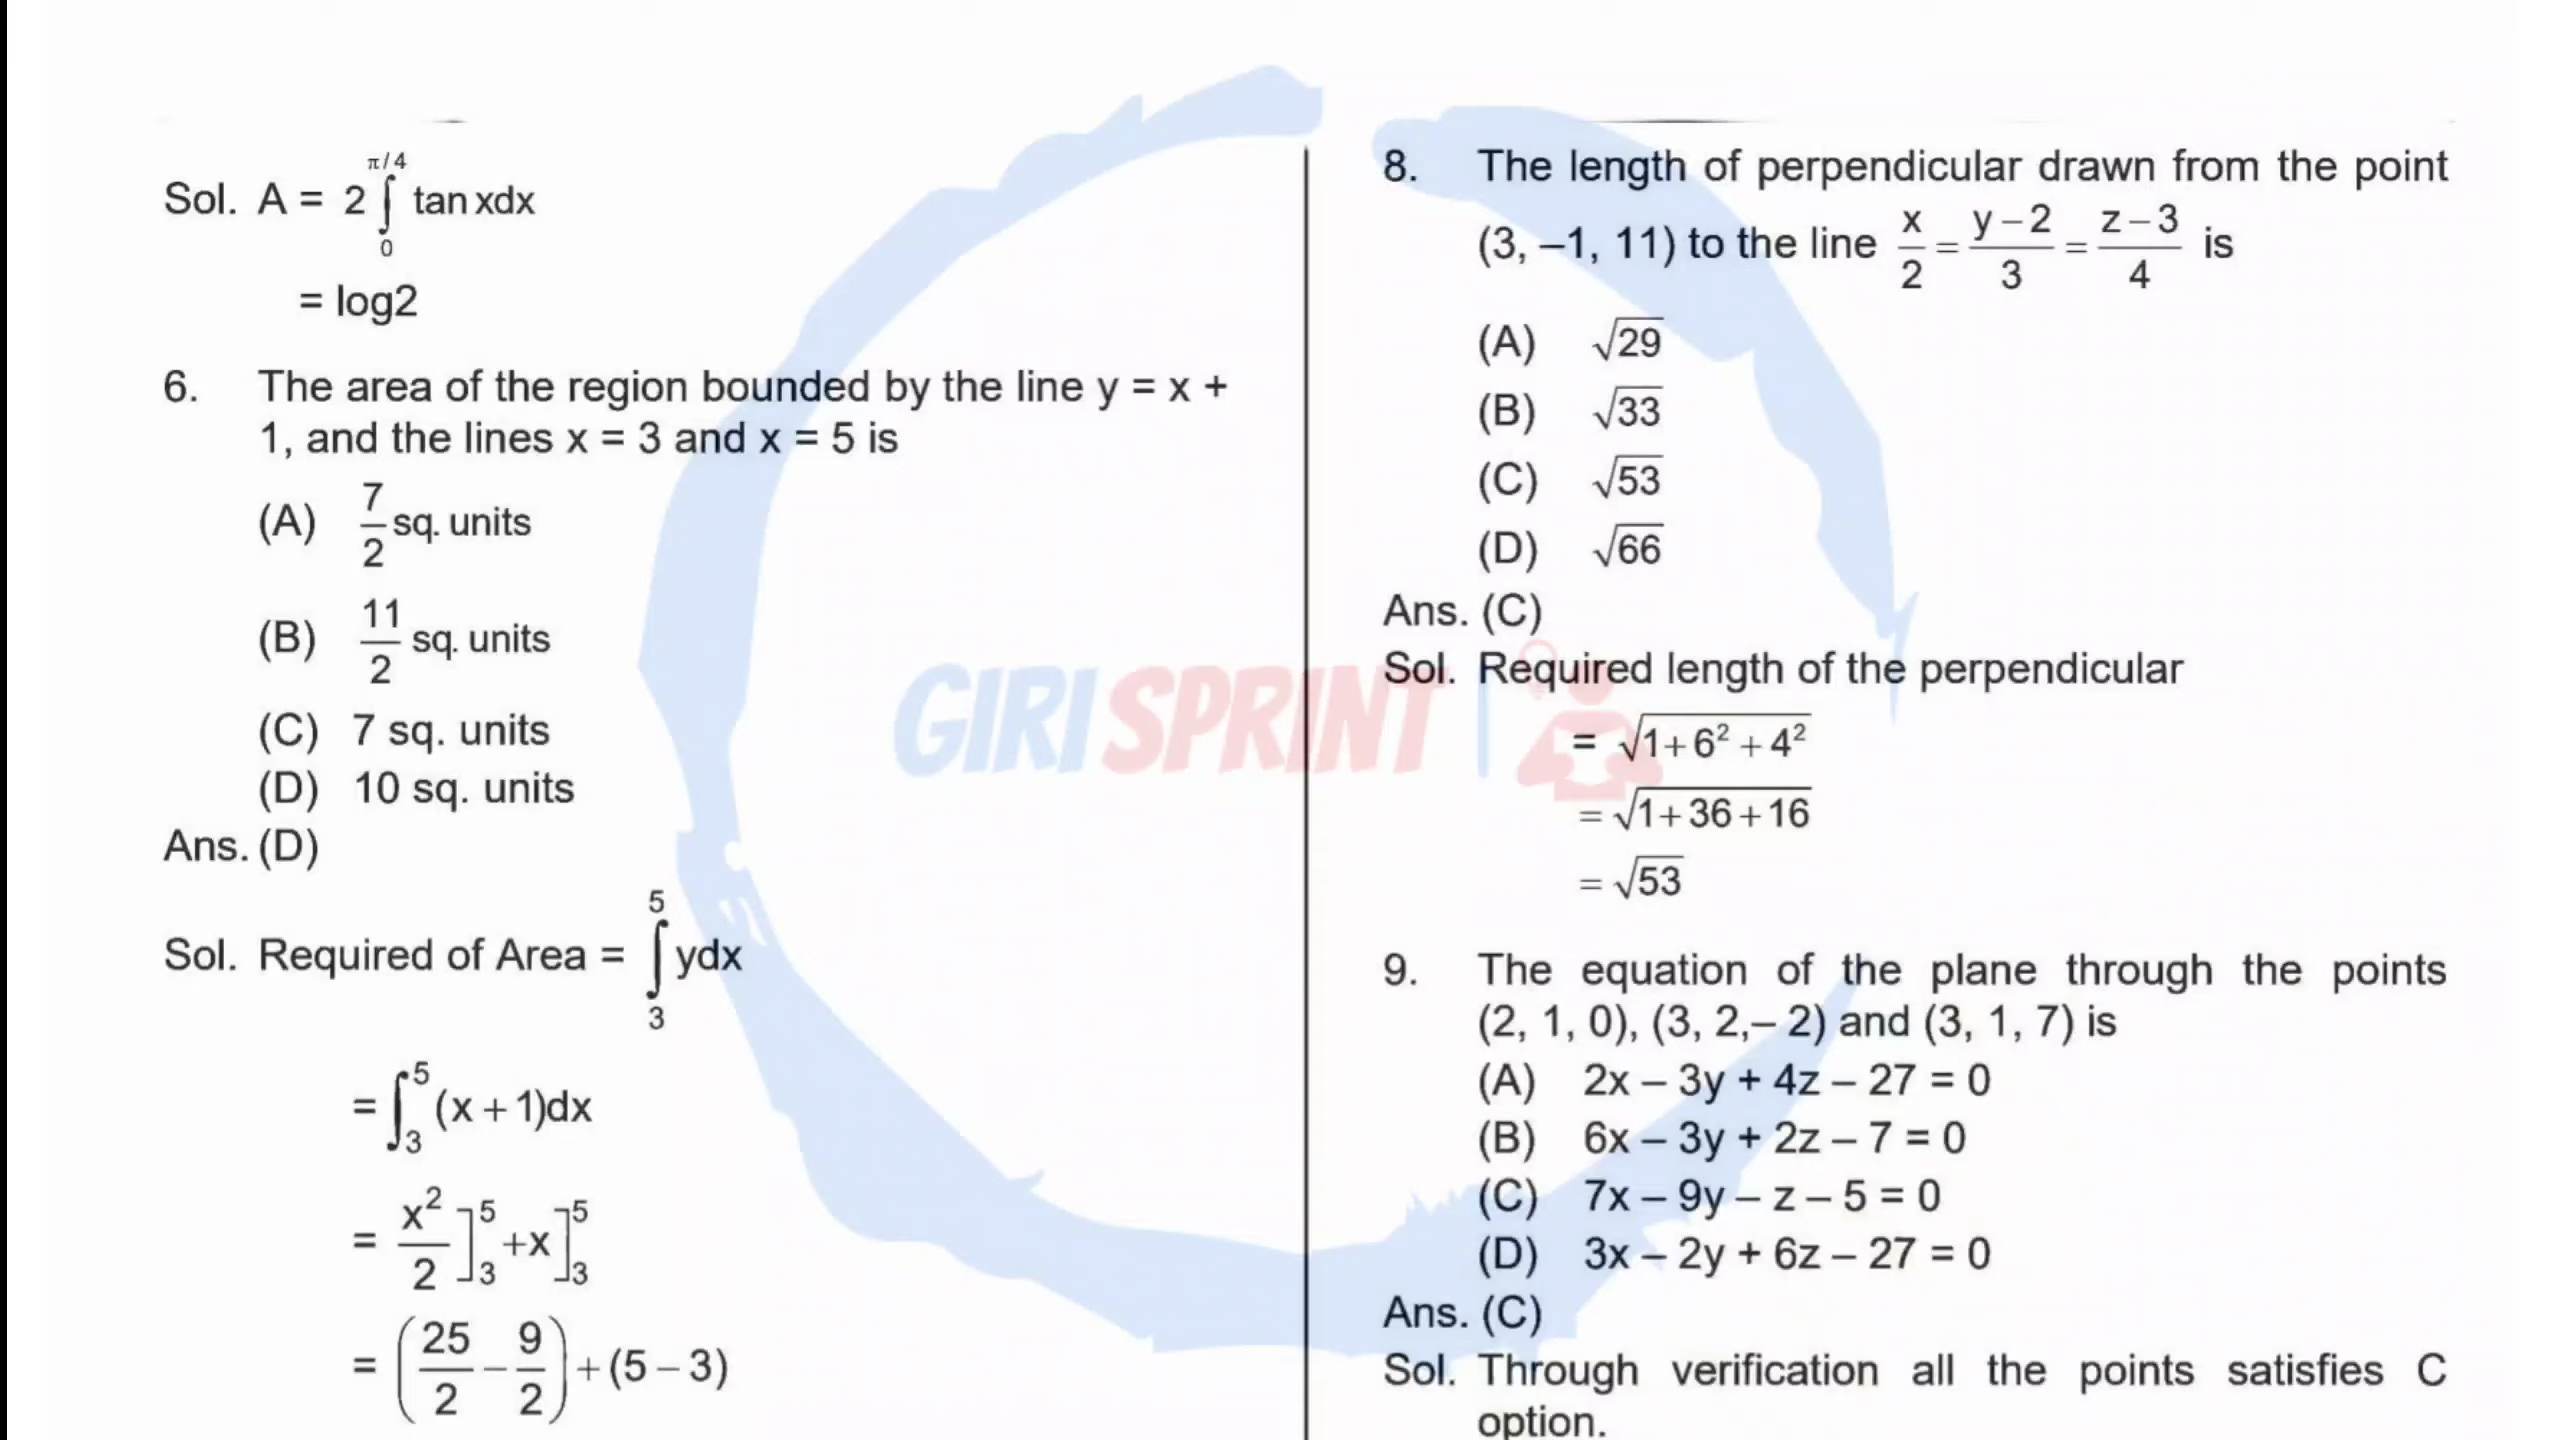 Sol. A = 2 ∫₀^{π/4} tan xdx
= log2
6. The area of the region bounded by the line y = x +
1, and the lines x = 3 and x = 5 is
(A) 7/2 sq. units
(B) 11/2 sq. units
(C) 7 sq. units
(D) 10 sq. units
Ans. (D)
Sol. Required of Area = ∫₃⁵ ydx
= ∫₃⁵ (x + 1)dx
= x²/2 ]₃⁵ +x ]₃⁵
= (25/2 – 9/2) + (5 – 3)
8. The length of perpendicular drawn from the point
(3, –1, 11) to the line x/2 = y – 2/3 = z – 3/4 is
(A) √29
(B) √33
(C) √53
(D) √66
Ans. (C)
Sol. Required length of the perpendicular
= √1+6² +4²
= √1+36+16
= √53
9. The equation of the plane through the points
(2, 1, 0), (3, 2,– 2) and (3, 1, 7) is
(A) 2x – 3y + 4z – 27 = 0
(B) 6x – 3y + 2z – 7 = 0
(C) 7x – 9y – z – 5 = 0
(D) 3x – 2y + 6z – 27 = 0
Ans. (C)
Sol. Through verification all the points satisfies C
option.
GIRISPRINT